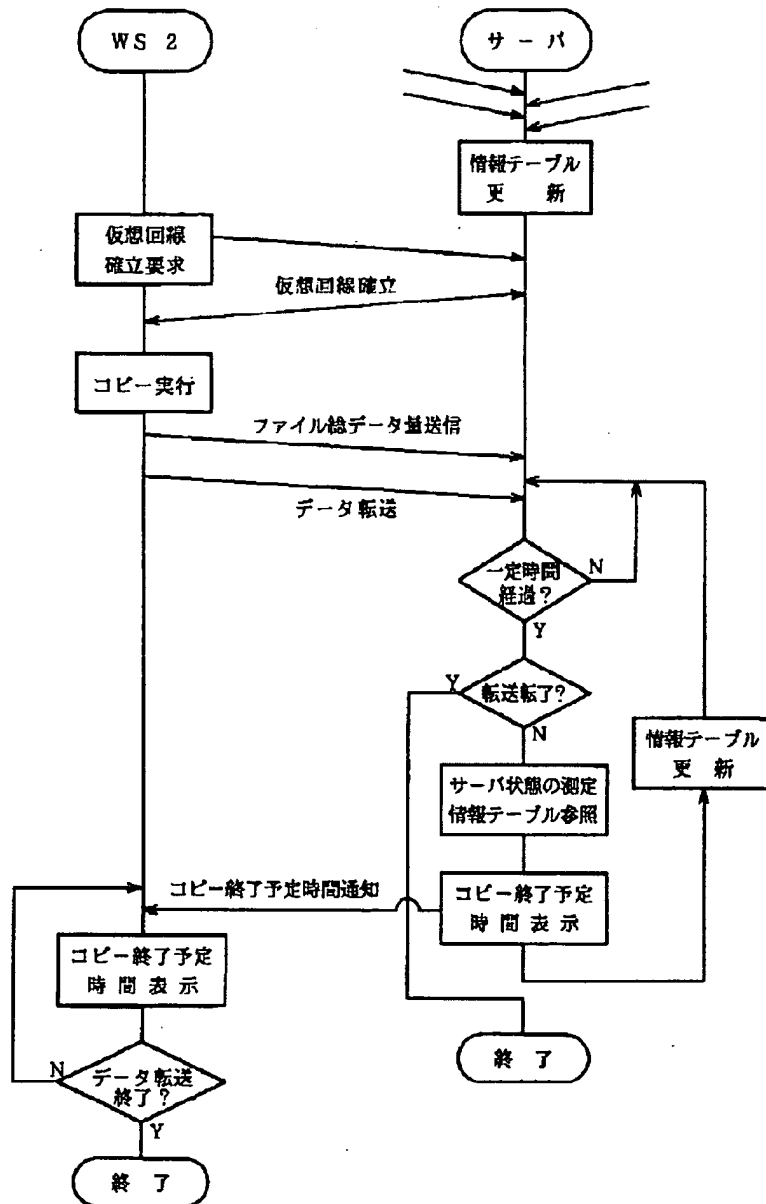 WS 2
サーバ
情報テーブル
更 新
仮想回線
確立要求
仮想回線確立
コピー実行
ファイル総データ量送信
データ転送
一定時間
経過?
N
Y
転送転了?
Y
N
情報テーブル
更 新
サーバ状態の測定
情報テーブル参照
コピー終了予定時間通知
コピー終了予定
時 間 表 示
コピー終了予定
時 間 表 示
終 了
データ転送
終了?
N
Y
終 了